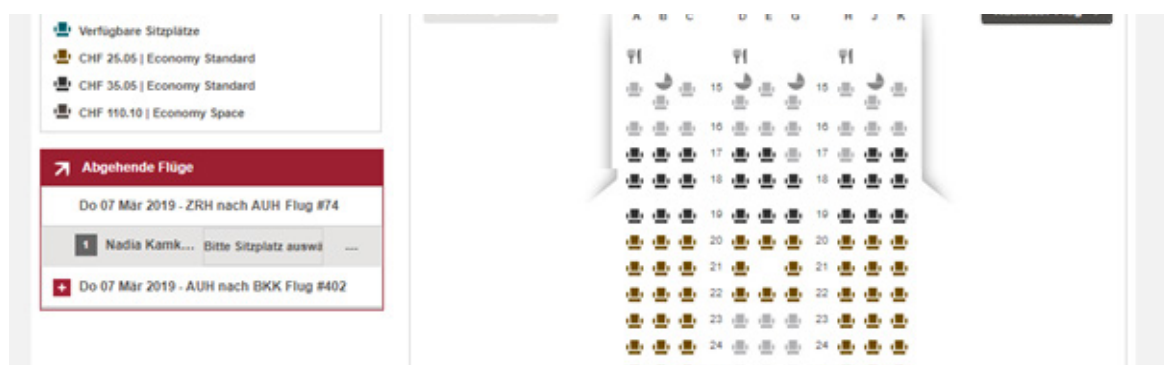 A B C D E G H J K
Verfügbare Sitzplätze
CHF 25.05 | Economy Standard
CHF 35.05 | Economy Standard
CHF 110.10 | Economy Space
Abgehende Flüge
Do 07 Mär 2019 - ZRH nach AUH Flug #74
1 Nadia Kamk... Bitte Sitzplatz auswä ...
Do 07 Mär 2019 - AUH nach BKK Flug #402
15 15
16 16
17 17
18 18
19 19
20 20
21 21
22 22
23 23
24 24